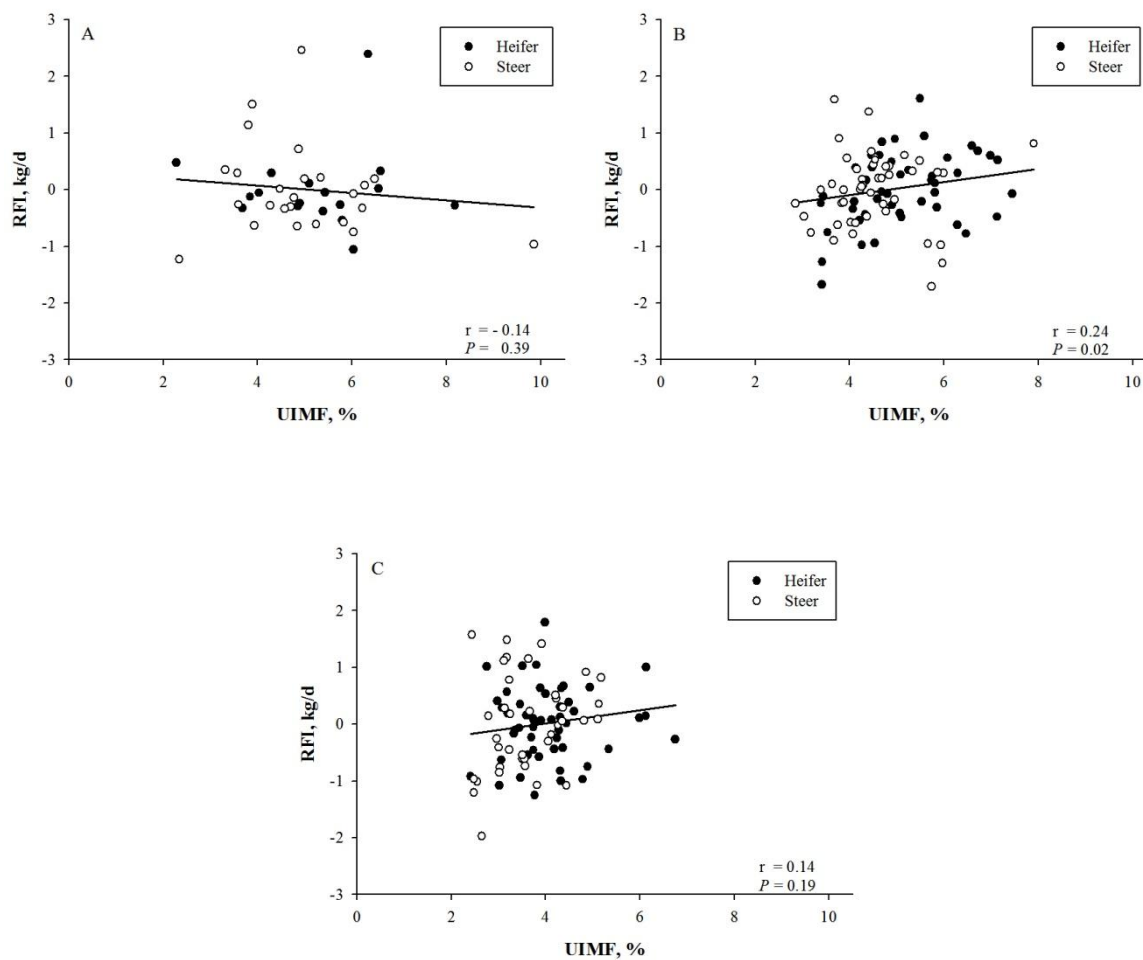 A
Heifer
Steer
3
2
1
0
-1
-2
-3
RFI, kg/d
r = - 0.14
P = 0.39
0 2 4 6 8 10
UIMF, %
B
Heifer
Steer
3
2
1
0
-1
-2
-3
RFI, kg/d
r = 0.24
P = 0.02
0 2 4 6 8 10
UIMF, %
C
Heifer
Steer
3
2
1
0
-1
-2
-3
RFI, kg/d
r = 0.14
P = 0.19
0 2 4 6 8 10
UIMF, %